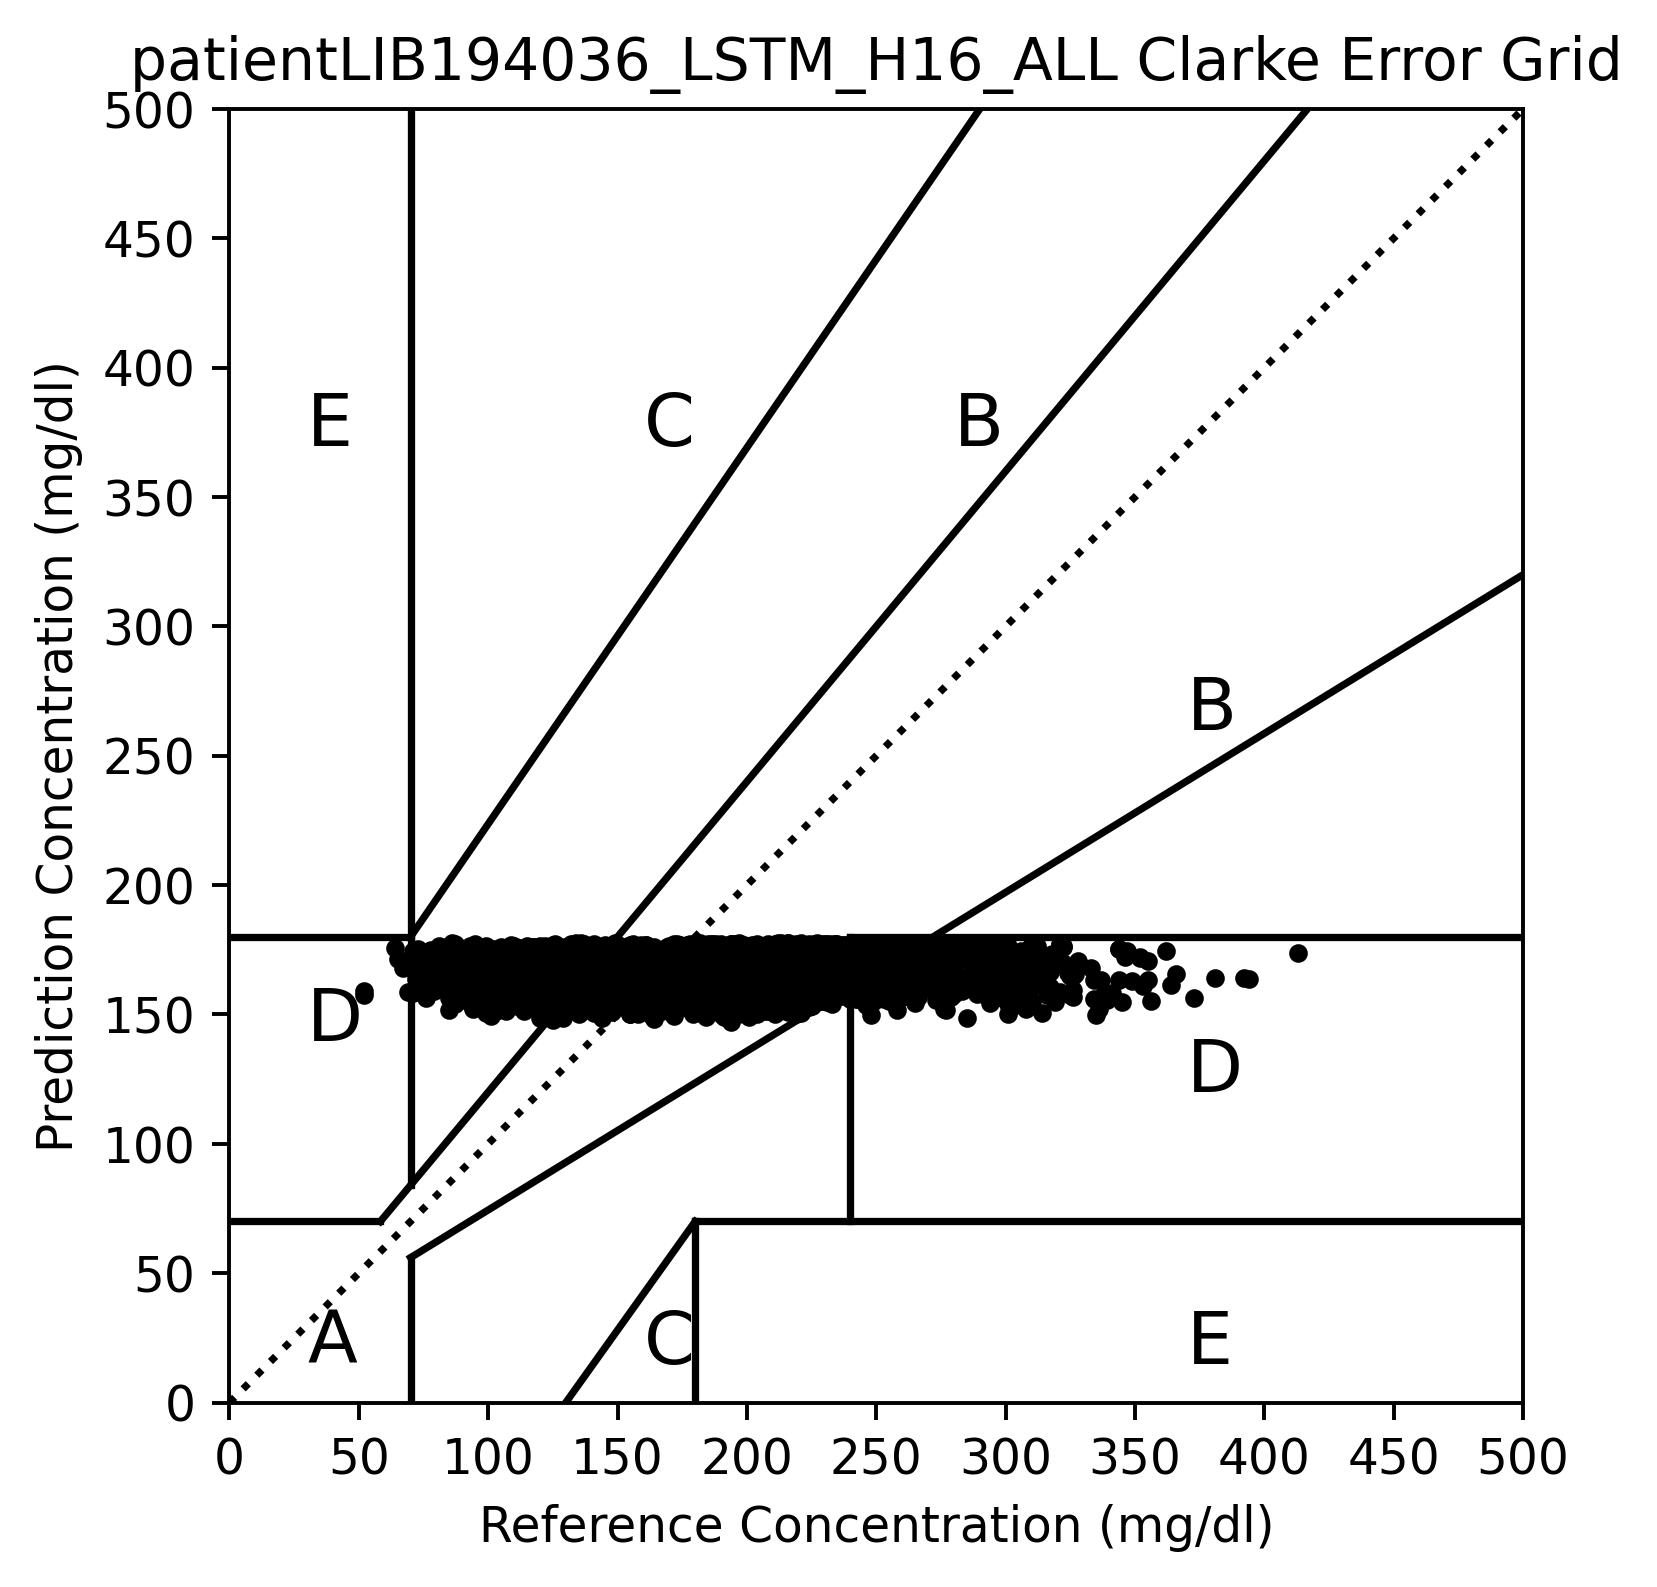 patientLIB194036_LSTM_H16_ALL Clarke Error Grid
500
450
400
350
300
250
200
150
100
50
0
Prediction Concentration (mg/dl)
E
C
B
B
D
D
A
C
E
0 50 100 150 200 250 300 350 400 450 500
Reference Concentration (mg/dl)